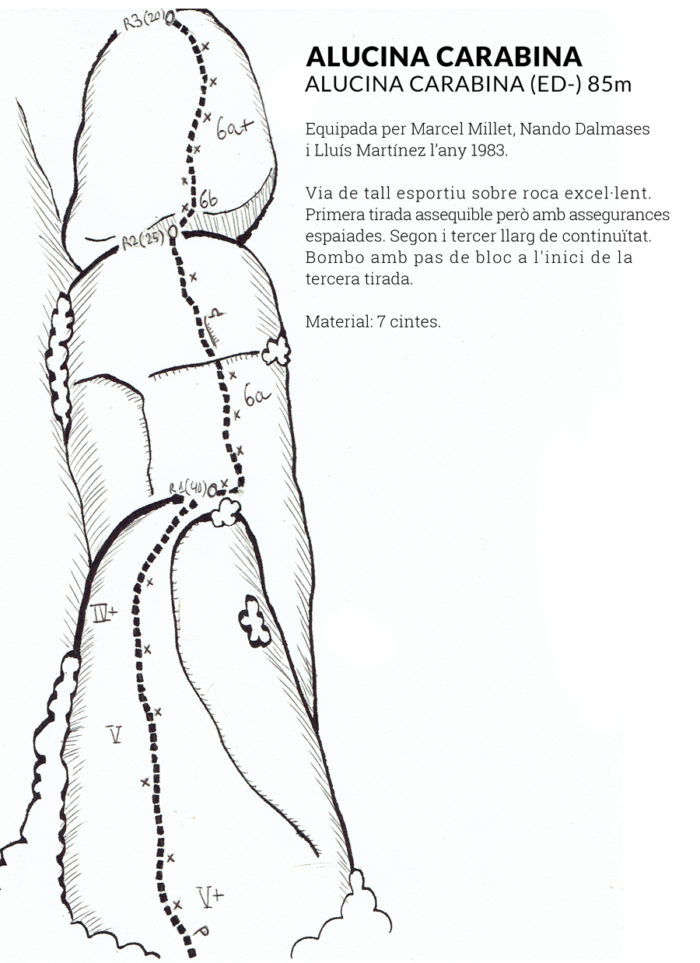 ALUCINA CARABINA
ALUCINA CARABINA (ED-) 85m
Equipada per Marcel Millet, Nando Dalmases
i Lluís Martínez l'any 1983.
Via de tall esportiu sobre roca excel·lent.
Primera tirada assequible però amb assegurances
espaiades. Segon i tercer llarg de continuïtat.
Bombo amb pas de bloc a l'inici de la
tercera tirada.
Material: 7 cintes.
R3(20)
6a+
6b
R2(25)
6a
R1(40)
IV+
V
V+